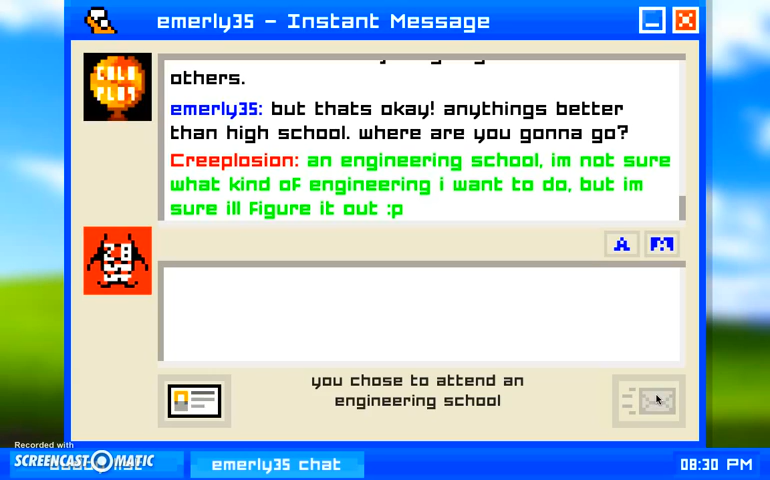 emerly35 - Instant Message
COLD
PLAY
others.
emerly35: but thats okay! anythings better
than high school. where are you gonna go?
Creeplosion: an engineering school, im not sure
what kind of engineering i want to do, but im
sure ill figure it out :p
A
you chose to attend an
engineering school
Recorded with
SCREENCAST-O-MATIC
emerly35 chat
08:30 PM